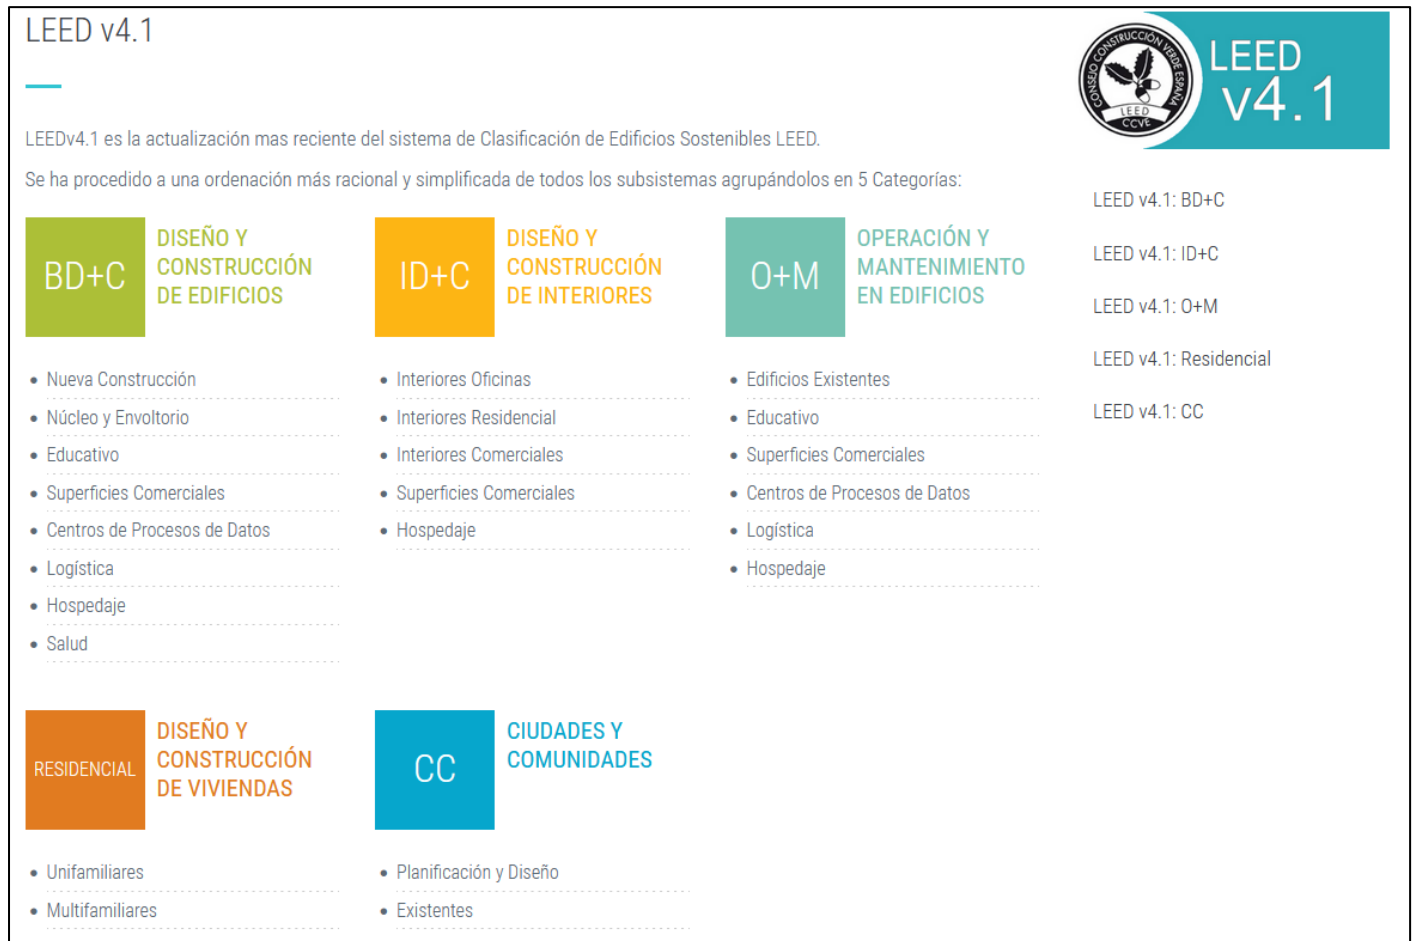 LEED v4.1
LEEDv4.1 es la actualización mas reciente del sistema de Clasificación de Edificios Sostenibles LEED.
Se ha procedido a una ordenación más racional y simplificada de todos los subsistemas agrupándolos en 5 Categorías:
BD+C
DISEÑO Y
CONSTRUCCIÓN
DE EDIFICIOS
Nueva Construcción
Núcleo y Envoltorio
Educativo
Superficies Comerciales
Centros de Procesos de Datos
Logística
Hospedaje
Salud
ID+C
DISEÑO Y
CONSTRUCCIÓN
DE INTERIORES
Interiores Oficinas
Interiores Residencial
Interiores Comerciales
Superficies Comerciales
Hospedaje
O+M
OPERACIÓN Y
MANTENIMIENTO
EN EDIFICIOS
Edificios Existentes
Educativo
Superficies Comerciales
Centros de Procesos de Datos
Logística
Hospedaje
RESIDENCIAL
DISEÑO Y
CONSTRUCCIÓN
DE VIVIENDAS
Unifamiliares
Multifamiliares
CC
CIUDADES Y
COMUNIDADES
Planificación y Diseño
Existentes
CONSEJO CONSTRUCCIÓN VERDE ESPAÑA
LEED
CCVE
LEED
v4.1
LEED v4.1: BD+C
LEED v4.1: ID+C
LEED v4.1: O+M
LEED v4.1: Residencial
LEED v4.1: CC